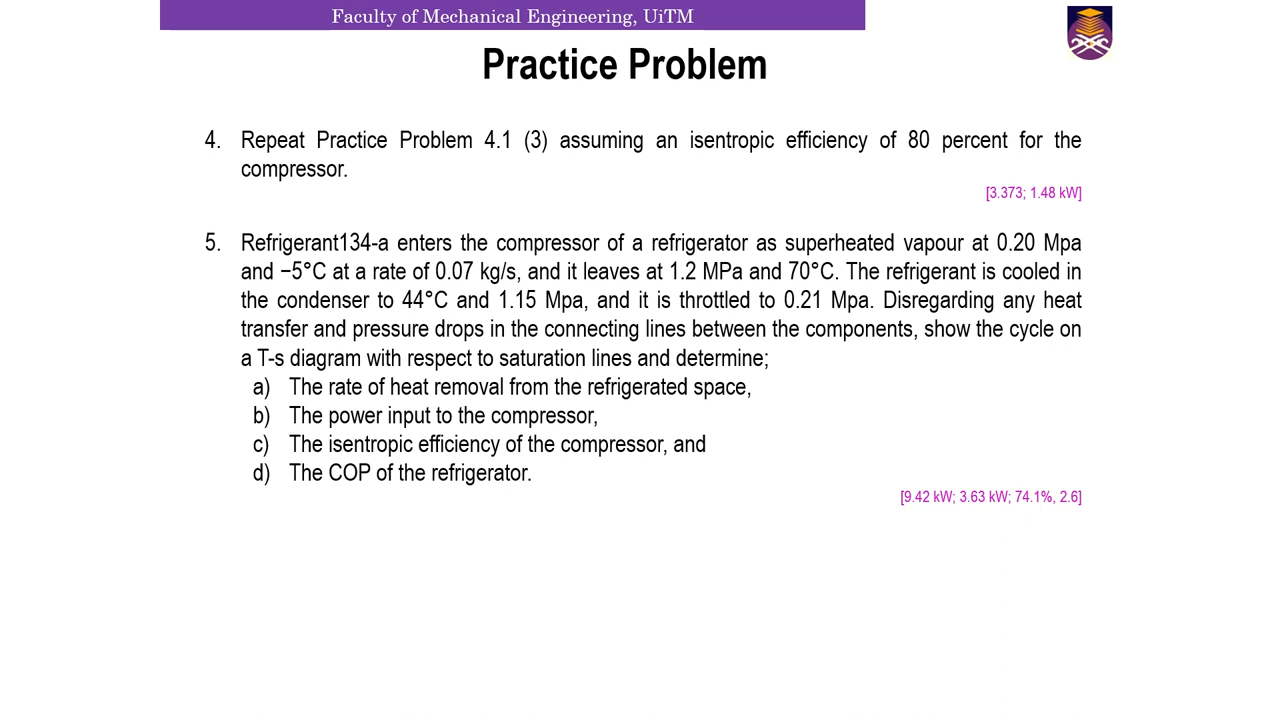 Faculty of Mechanical Engineering, UiTM
Practice Problem
4. Repeat Practice Problem 4.1 (3) assuming an isentropic efficiency of 80 percent for the
compressor.
[3.373; 1.48 kW]
5. Refrigerant134-a enters the compressor of a refrigerator as superheated vapour at 0.20 Mpa
and −5°C at a rate of 0.07 kg/s, and it leaves at 1.2 MPa and 70°C. The refrigerant is cooled in
the condenser to 44°C and 1.15 Mpa, and it is throttled to 0.21 Mpa. Disregarding any heat
transfer and pressure drops in the connecting lines between the components, show the cycle on
a T-s diagram with respect to saturation lines and determine;
a) The rate of heat removal from the refrigerated space,
b) The power input to the compressor,
c) The isentropic efficiency of the compressor, and
d) The COP of the refrigerator.
[9.42 kW; 3.63 kW; 74.1%, 2.6]